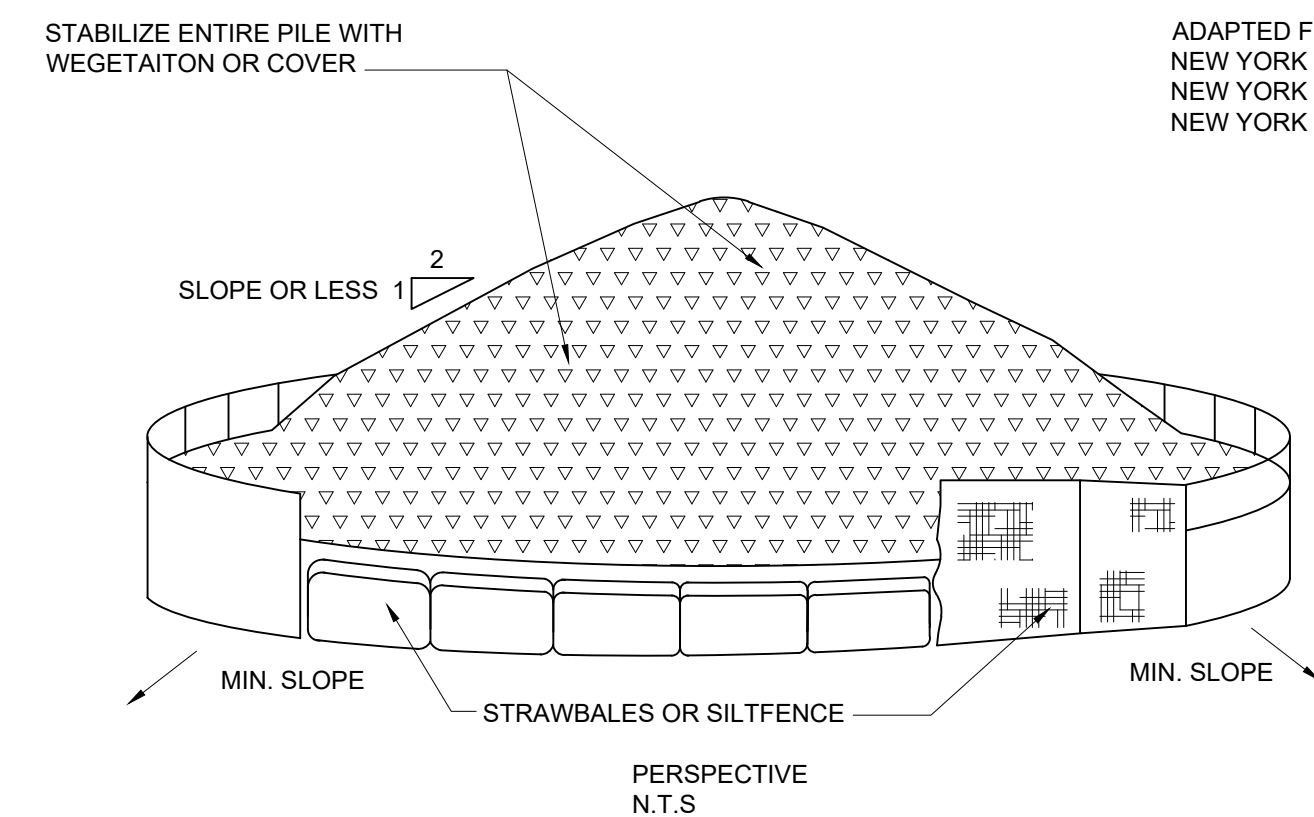 STABILIZE ENTIRE PILE WITH
WEGETAITON OR COVER
ADAPTED F
NEW YORK
NEW YORK
NEW YORK
2
SLOPE OR LESS 1
MIN. SLOPE
MIN. SLOPE
STRAWBALES OR SILTFENCE
PERSPECTIVE
N.T.S